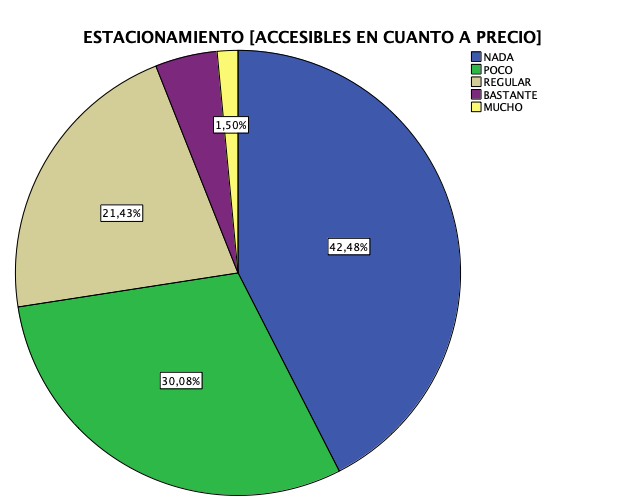 ESTACIONAMIENTO [ACCESIBLES EN CUANTO A PRECIO]
NADA
POCO
REGULAR
BASTANTE
MUCHO
1,50%
21,43%
42,48%
30,08%